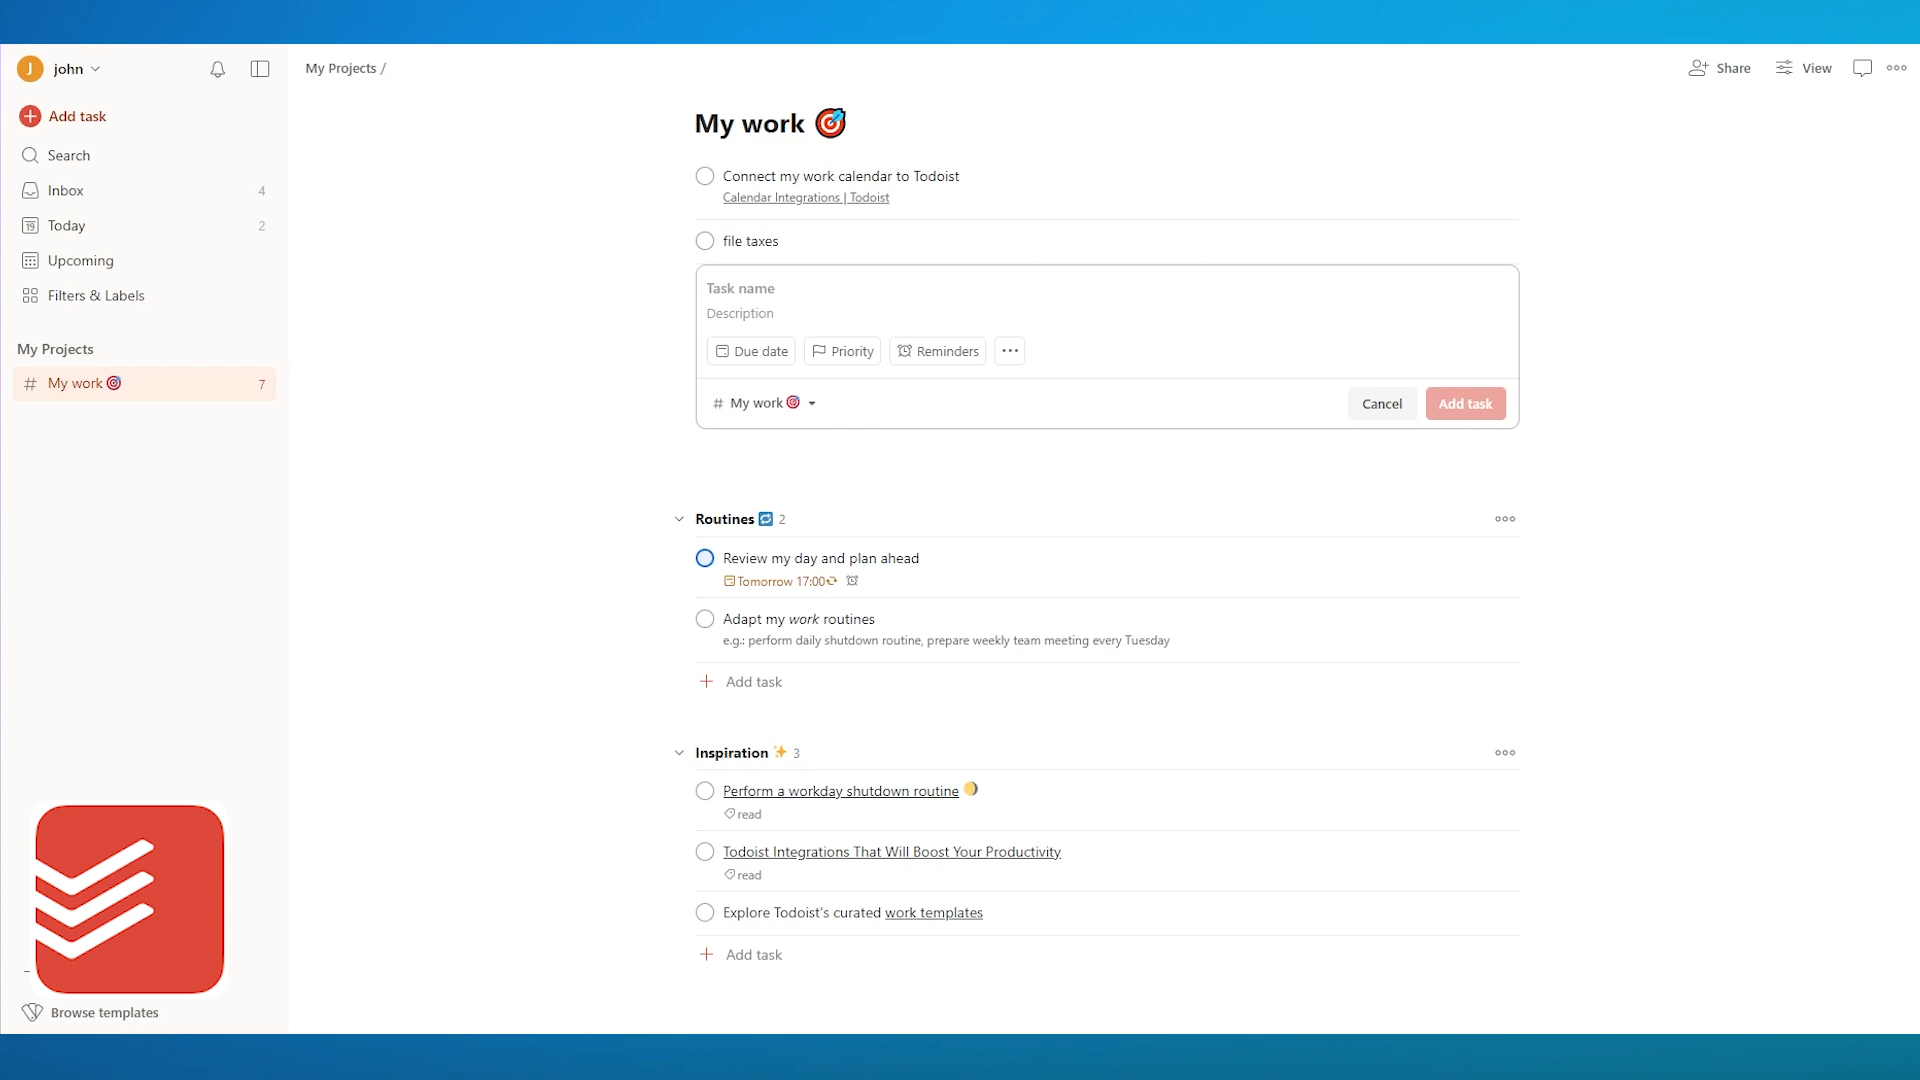 J john
Add task
Search
Inbox 4
19 Today 2
Upcoming
Filters & Labels
My Projects
# My work 🎯 7
Browse templates
My Projects /
Share View
My work 🎯
Connect my work calendar to Todoist
Calendar Integrations | Todoist
file taxes
Task name
Description
Due date Priority Reminders
# My work 🎯 Cancel Add task
Routines 🔁 2
Review my day and plan ahead
Tomorrow 17:00
Adapt my work routines
e.g.: perform daily shutdown routine, prepare weekly team meeting every Tuesday
+ Add task
Inspiration ✨ 3
Perform a workday shutdown routine 🌖
read
Todoist Integrations That Will Boost Your Productivity
read
Explore Todoist's curated work templates
+ Add task